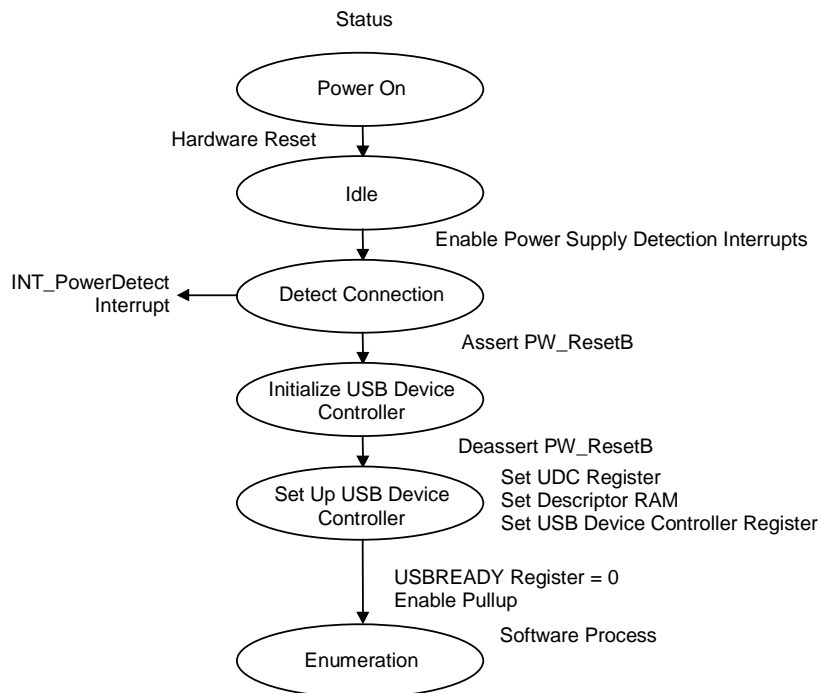 Status
Power On
Hardware Reset
Idle
Enable Power Supply Detection Interrupts
INT_PowerDetect
Interrupt
Detect Connection
Assert PW_ResetB
Initialize USB Device
Controller
Deassert PW_ResetB
Set Up USB Device
Controller
Set UDC Register
Set Descriptor RAM
Set USB Device Controller Register
USBREADY Register = 0
Enable Pullup
Software Process
Enumeration